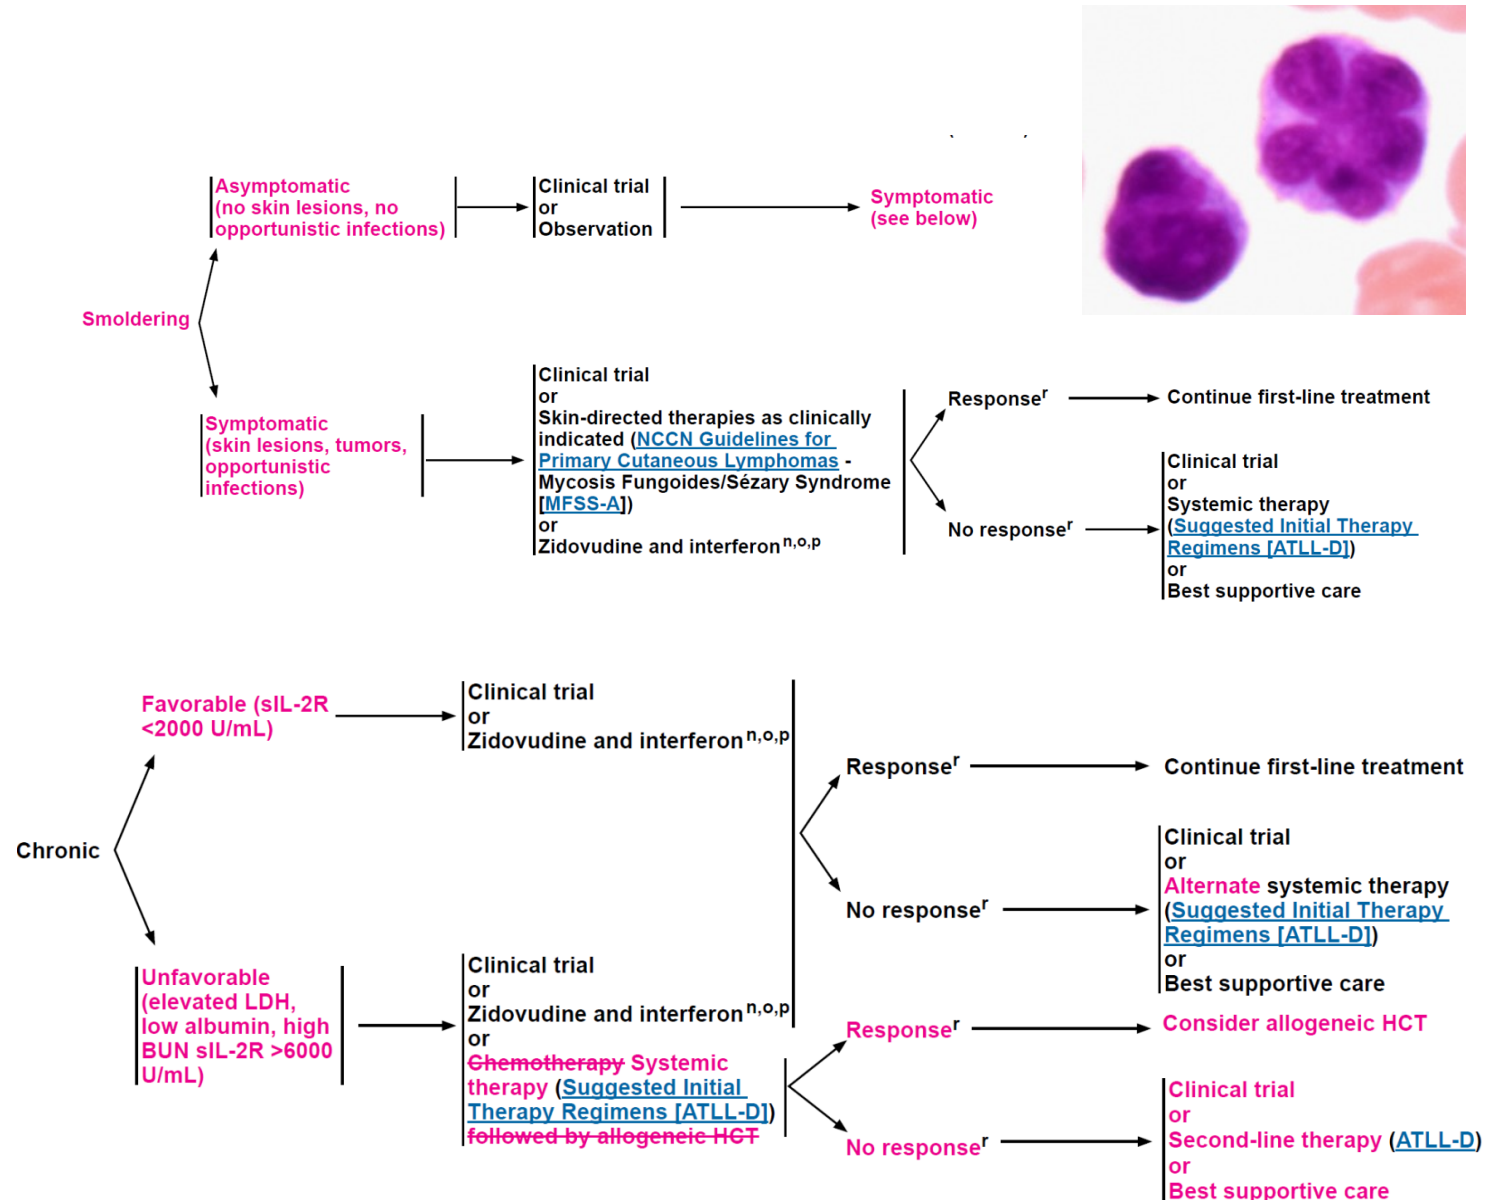 Asymptomatic
(no skin lesions, no
opportunistic infections)
Clinical trial
or
Observation
Symptomatic
(see below)
Smoldering
Symptomatic
(skin lesions, tumors,
opportunistic
infections)
Clinical trial
or
Skin-directed therapies as clinically
indicated (NCCN Guidelines for
Primary Cutaneous Lymphomas -
Mycosis Fungoides/Sézary Syndrome
[MFSS-A])
or
Zidovudine and interferon n,o,p
Response r
Continue first-line treatment
No response r
Clinical trial
or
Systemic therapy
(Suggested Initial Therapy
Regimens [ATLL-D])
or
Best supportive care
Chronic
Favorable (sIL-2R
<2000 U/mL)
Clinical trial
or
Zidovudine and interferon n,o,p
Unfavorable
(elevated LDH,
low albumin, high
BUN sIL-2R >6000
U/mL)
Clinical trial
or
Zidovudine and interferon n,o,p
or
Chemotherapy Systemic
therapy (Suggested Initial
Therapy Regimens [ATLL-D])
followed by allogeneic HCT
Response r
Continue first-line treatment
No response r
Clinical trial
or
Alternate systemic therapy
(Suggested Initial Therapy
Regimens [ATLL-D])
or
Best supportive care
Response r
Consider allogeneic HCT
No response r
Clinical trial
or
Second-line therapy (ATLL-D)
or
Best supportive care